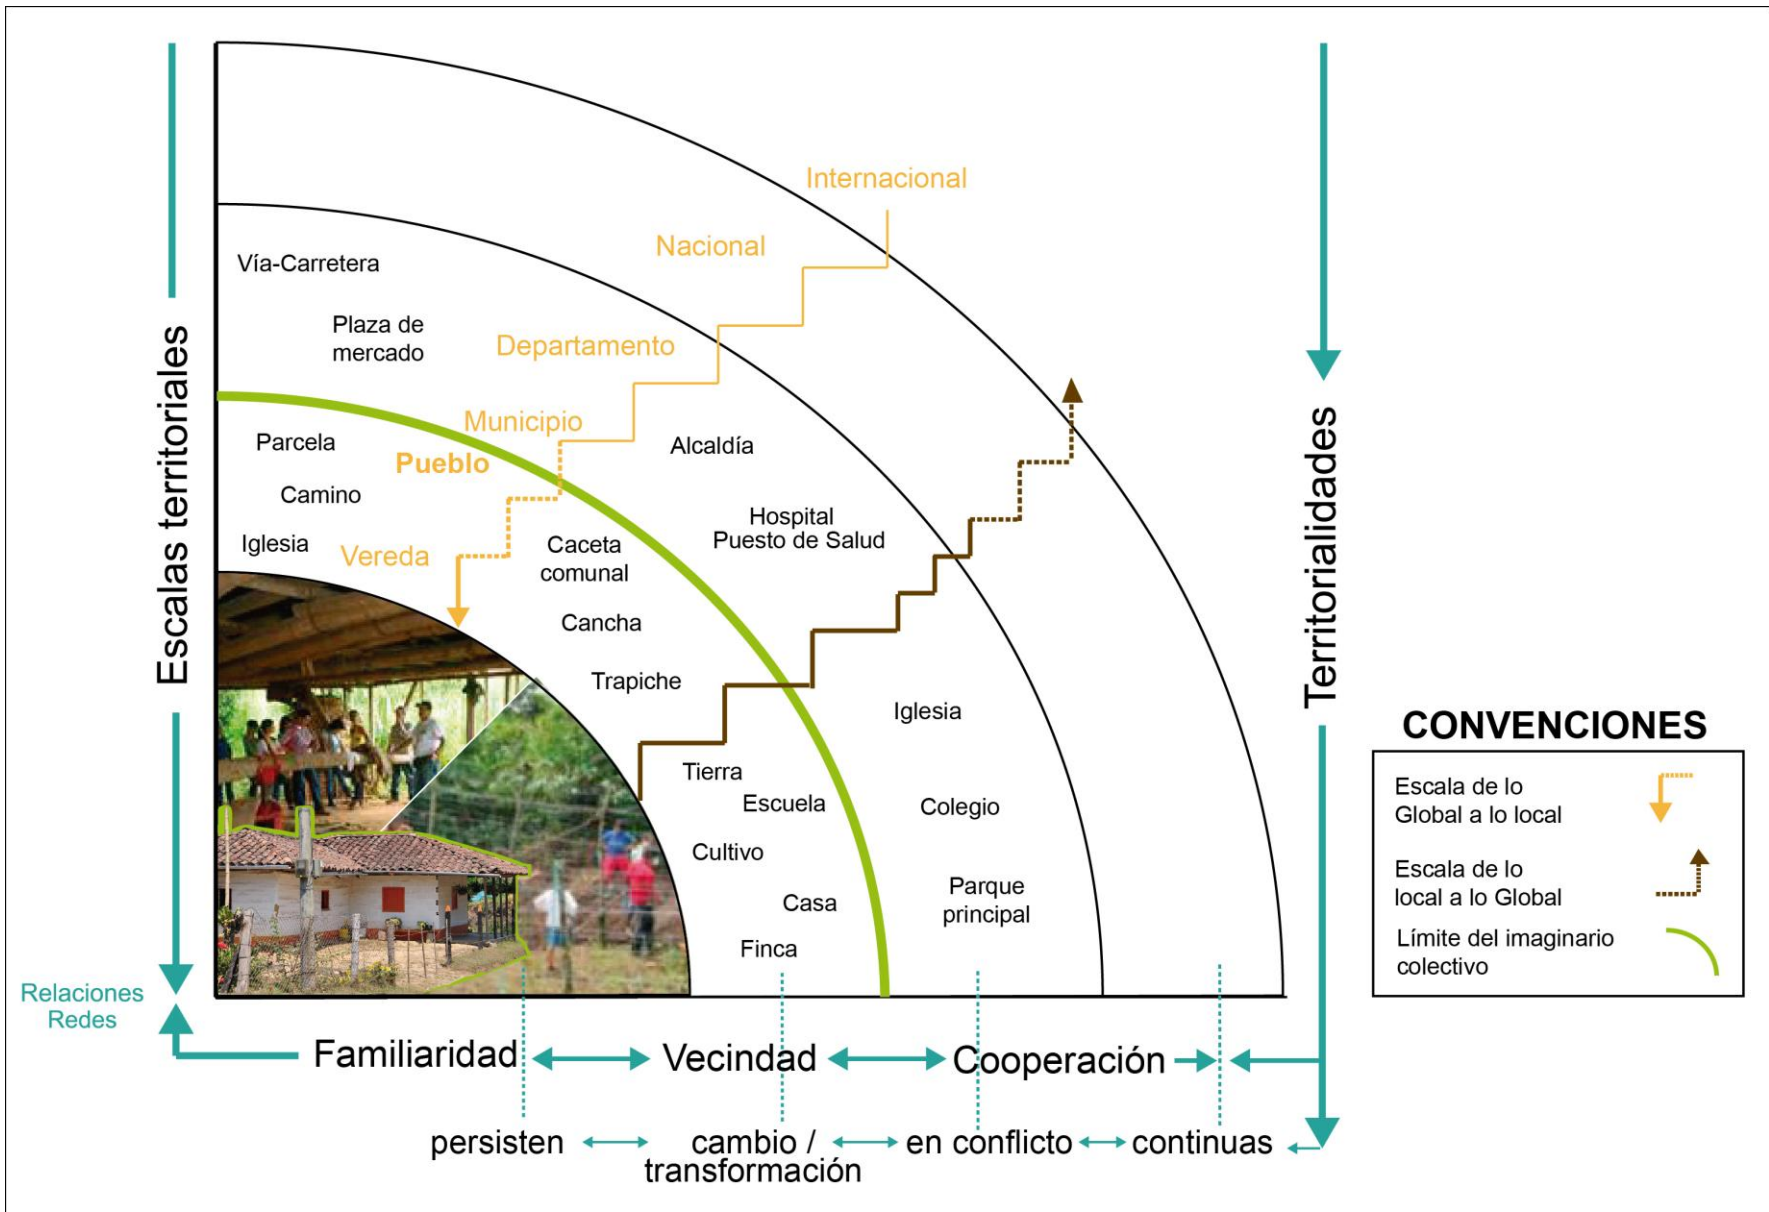 Internacional
Nacional
Vía-Carretera
Plaza de
mercado
Departamento
Municipio
Alcaldía
Parcela
Pueblo
Camino
Iglesia
Vereda
Caceta
comunal
Hospital
Puesto de Salud
Cancha
Trapiche
Iglesia
Tierra
Escuela
Colegio
Cultivo
Casa
Parque
principal
Finca
Escalas territoriales
Territorialidades
Relaciones
Redes
Familiaridad
Vecindad
Cooperación
persisten
cambio /
transformación
en conflicto
continuas
CONVENCIONES
Escala de lo
Global a lo local
Escala de lo
local a lo Global
Límite del imaginario
colectivo